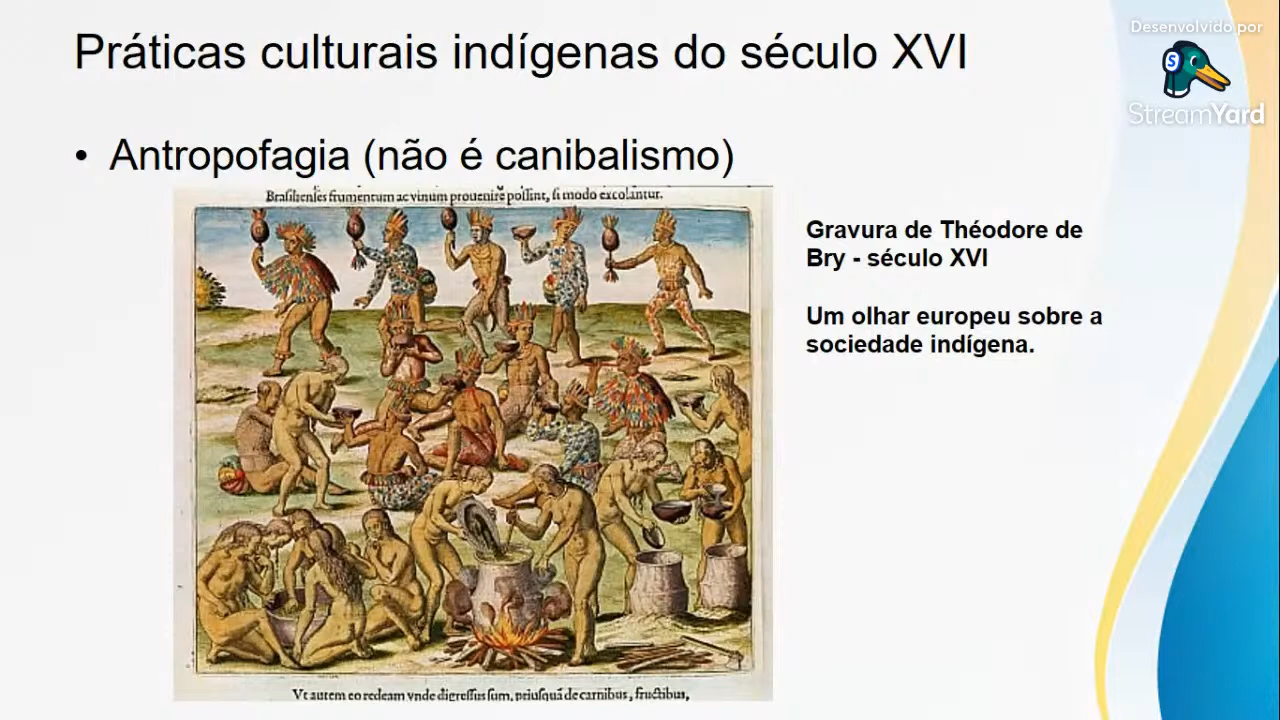 Práticas culturais indígenas do século XVI
Desenvolvido por
S
StreamYard
• Antropofagia (não é canibalismo)
Brasilienses frumentum ac vinum prouenirẽ possint, si modo excolantur.
Gravura de Théodore de
Bry - século XVI
Um olhar europeu sobre a
sociedade indígena.
Vt autem eo redeam vnde digressus sum, priusquã de carnibus, fructibus,